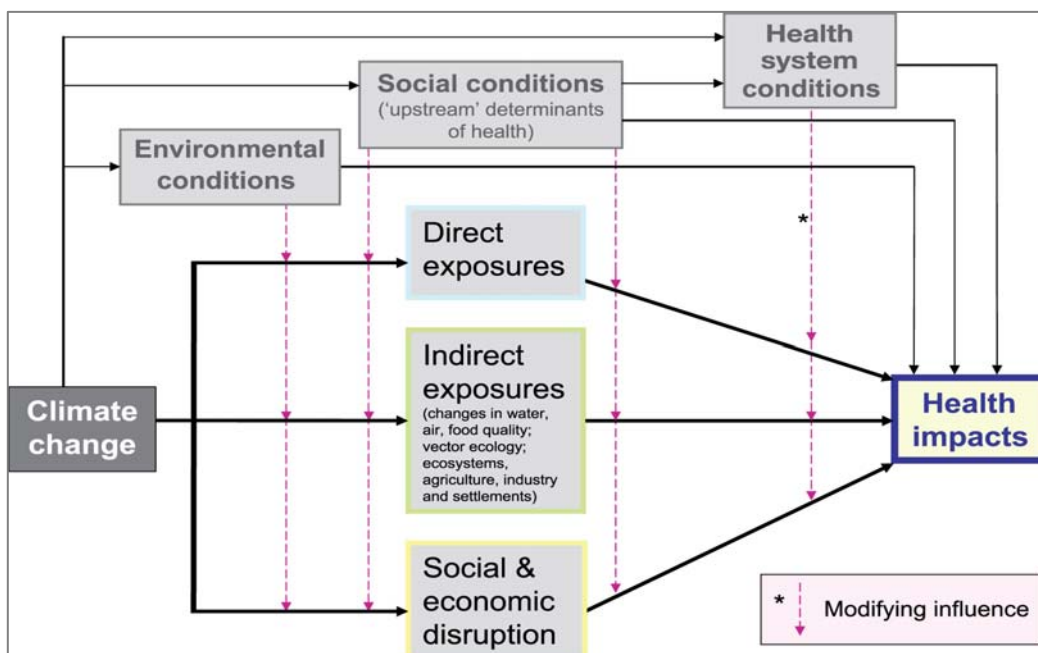 Health
system
conditions
Social conditions
(‘upstream’ determinants
of health)
Environmental
conditions
Direct
exposures
*
Indirect
exposures
(changes in water,
air, food quality;
vector ecology;
ecosystems,
agriculture, industry
and settlements)
Climate
change
Health
impacts
Social &
economic
disruption
* Modifying influence